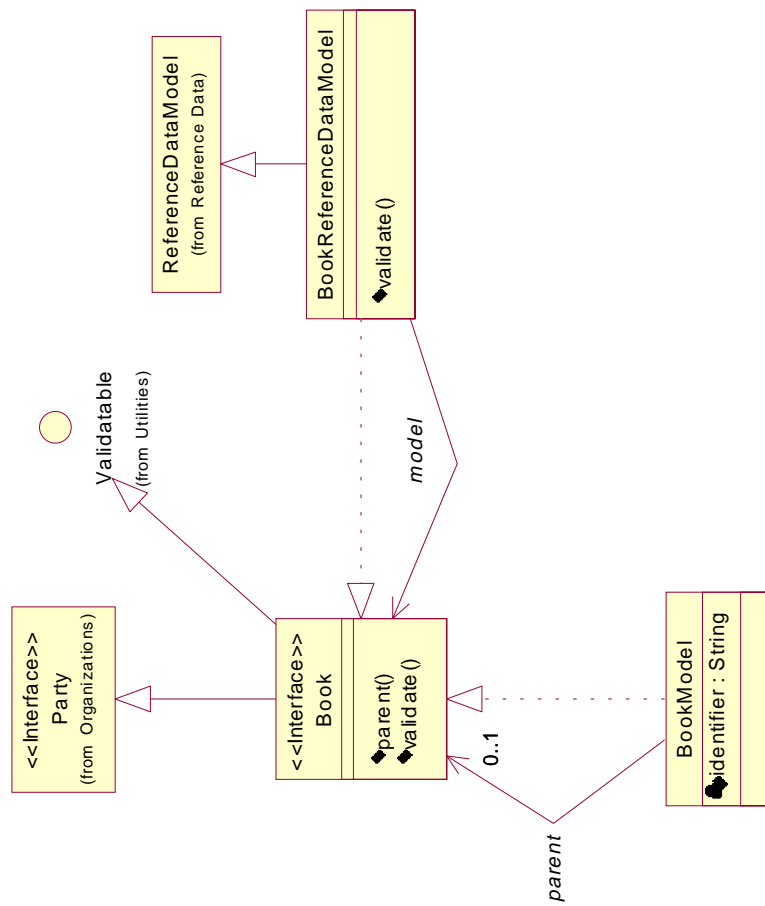 ReferenceDataModel
(from Reference Data)
BookReferenceDataModel
validate()
Validatable
(from Utilities)
model
<<Interface>>
Party
(from Organizations)
<<Interface>>
Book
parent()
validate()
0..1
parent
BookModel
identifier : String